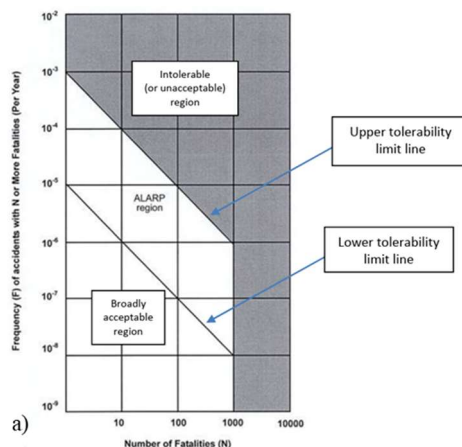 Frequency (F) of accidents with N or More Fatalities (Per Year)
10⁻²
10⁻³
10⁻⁴
10⁻⁵
10⁻⁶
10⁻⁷
10⁻⁸
10⁻⁹
Intolerable
(or unacceptable)
region
Upper tolerability
limit line
ALARP
region
Lower tolerability
limit line
Broadly
acceptable
region
10
100
1000
10000
Number of Fatalities (N)
a)